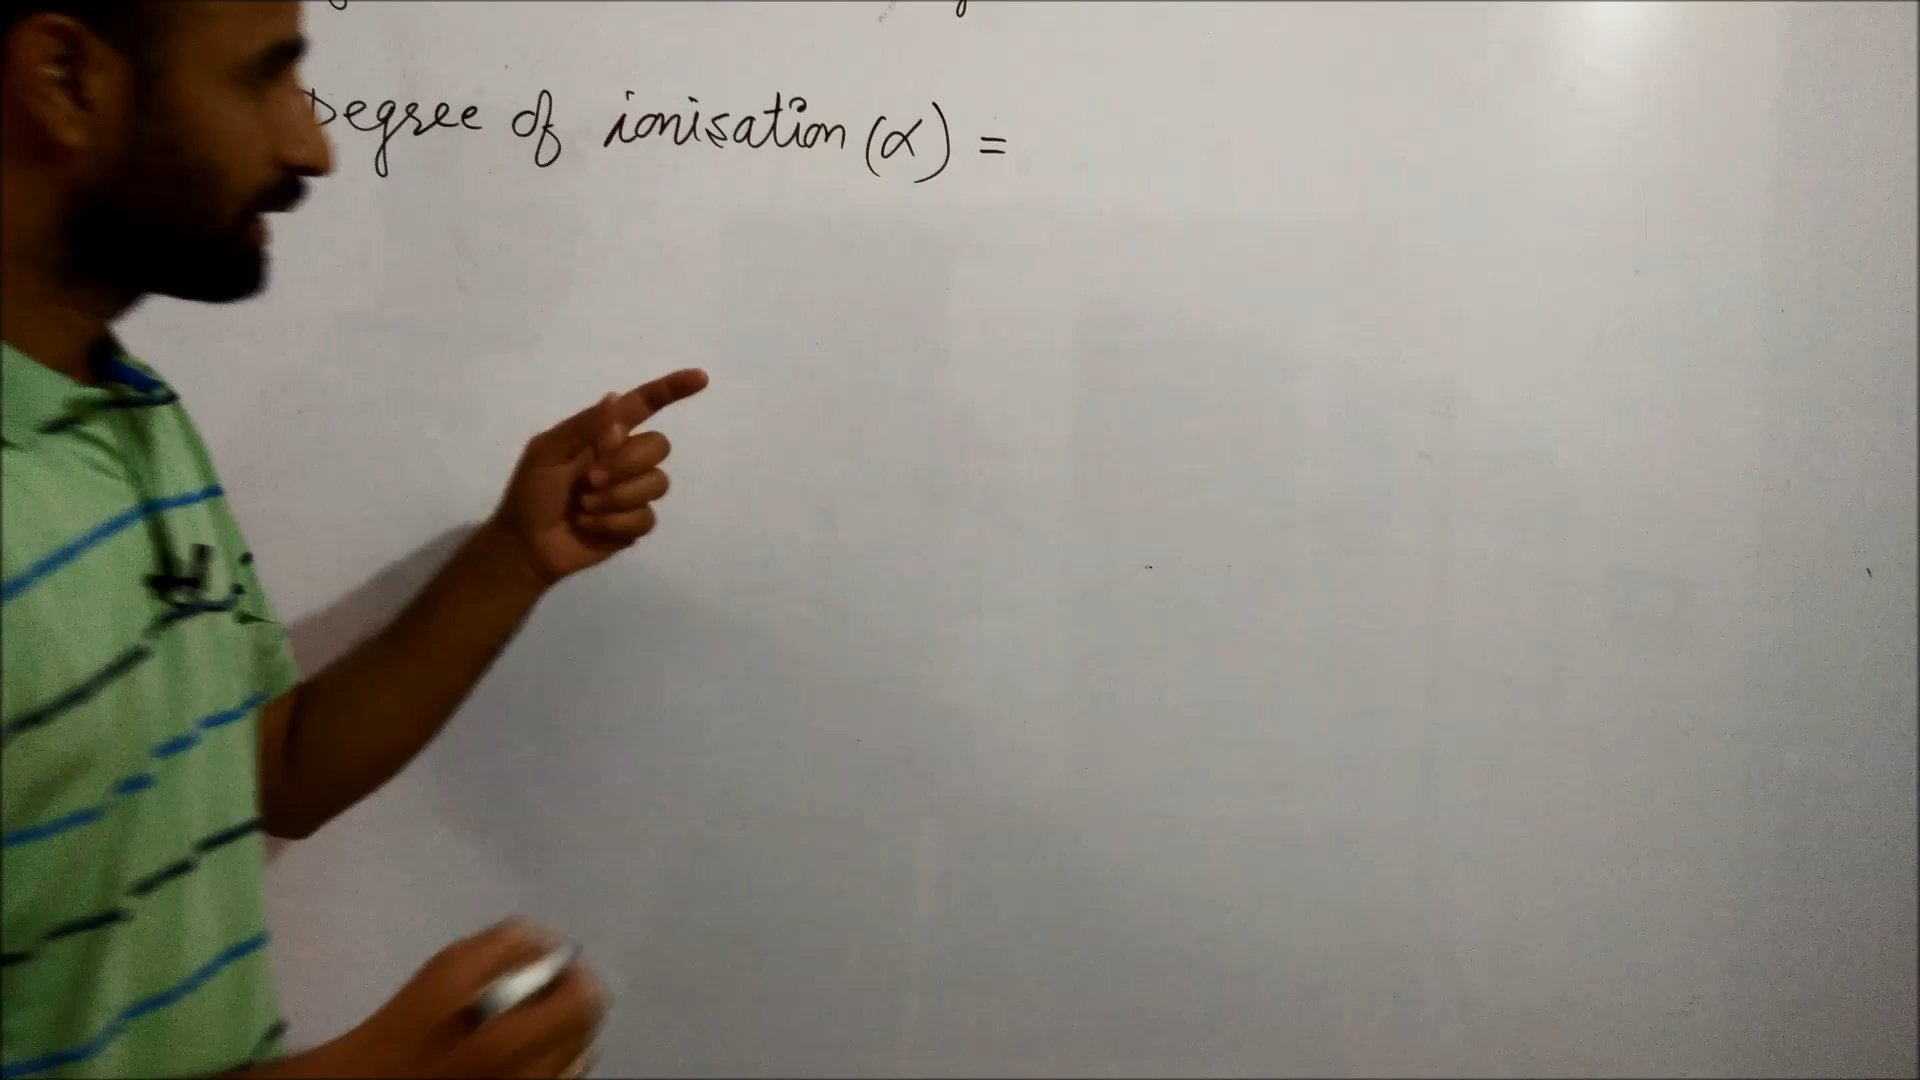 Degree of ionisation (α) =